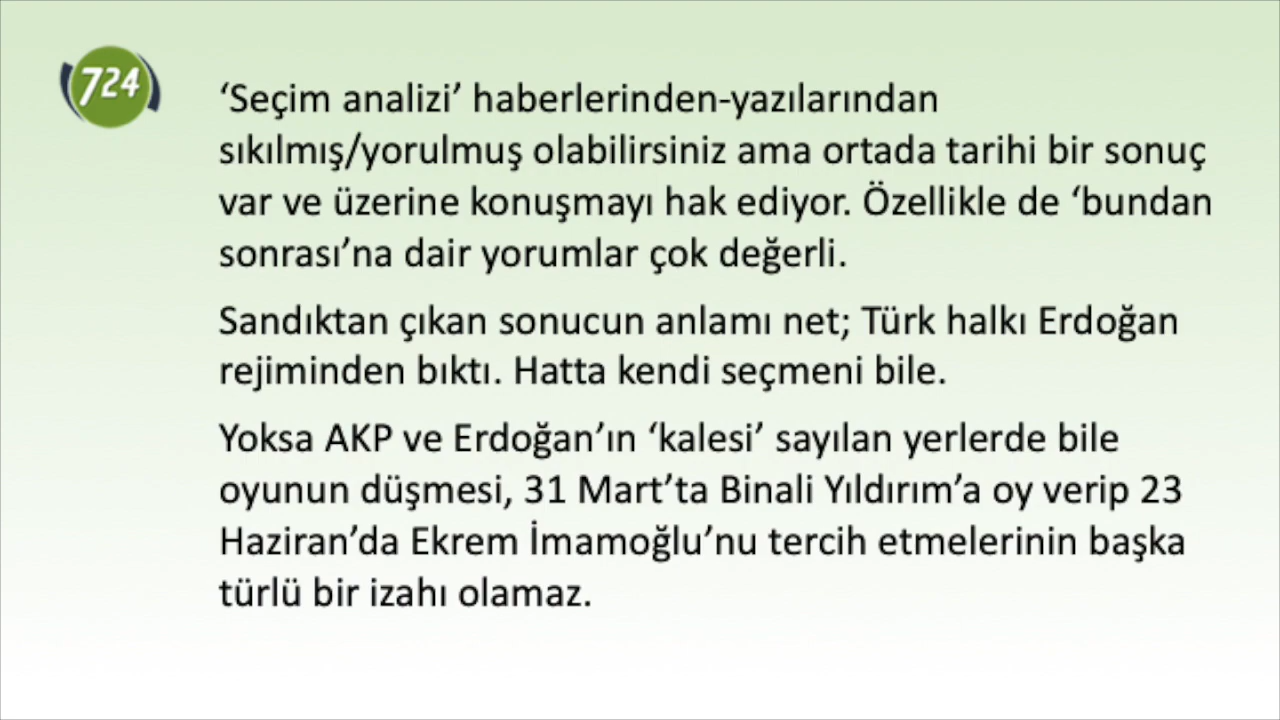 724
‘Seçim analizi’ haberlerinden-yazılarından
sıkılmış/yorulmuş olabilirsiniz ama ortada tarihi bir sonuç
var ve üzerine konuşmayı hak ediyor. Özellikle de ‘bundan
sonrası’na dair yorumlar çok değerli.
Sandıktan çıkan sonucun anlamı net; Türk halkı Erdoğan
rejiminden bıktı. Hatta kendi seçmeni bile.
Yoksa AKP ve Erdoğan’ın ‘kalesi’ sayılan yerlerde bile
oyunun düşmesi, 31 Mart’ta Binali Yıldırım’a oy verip 23
Haziran’da Ekrem İmamoğlu’nu tercih etmelerinin başka
türlü bir izahı olamaz.